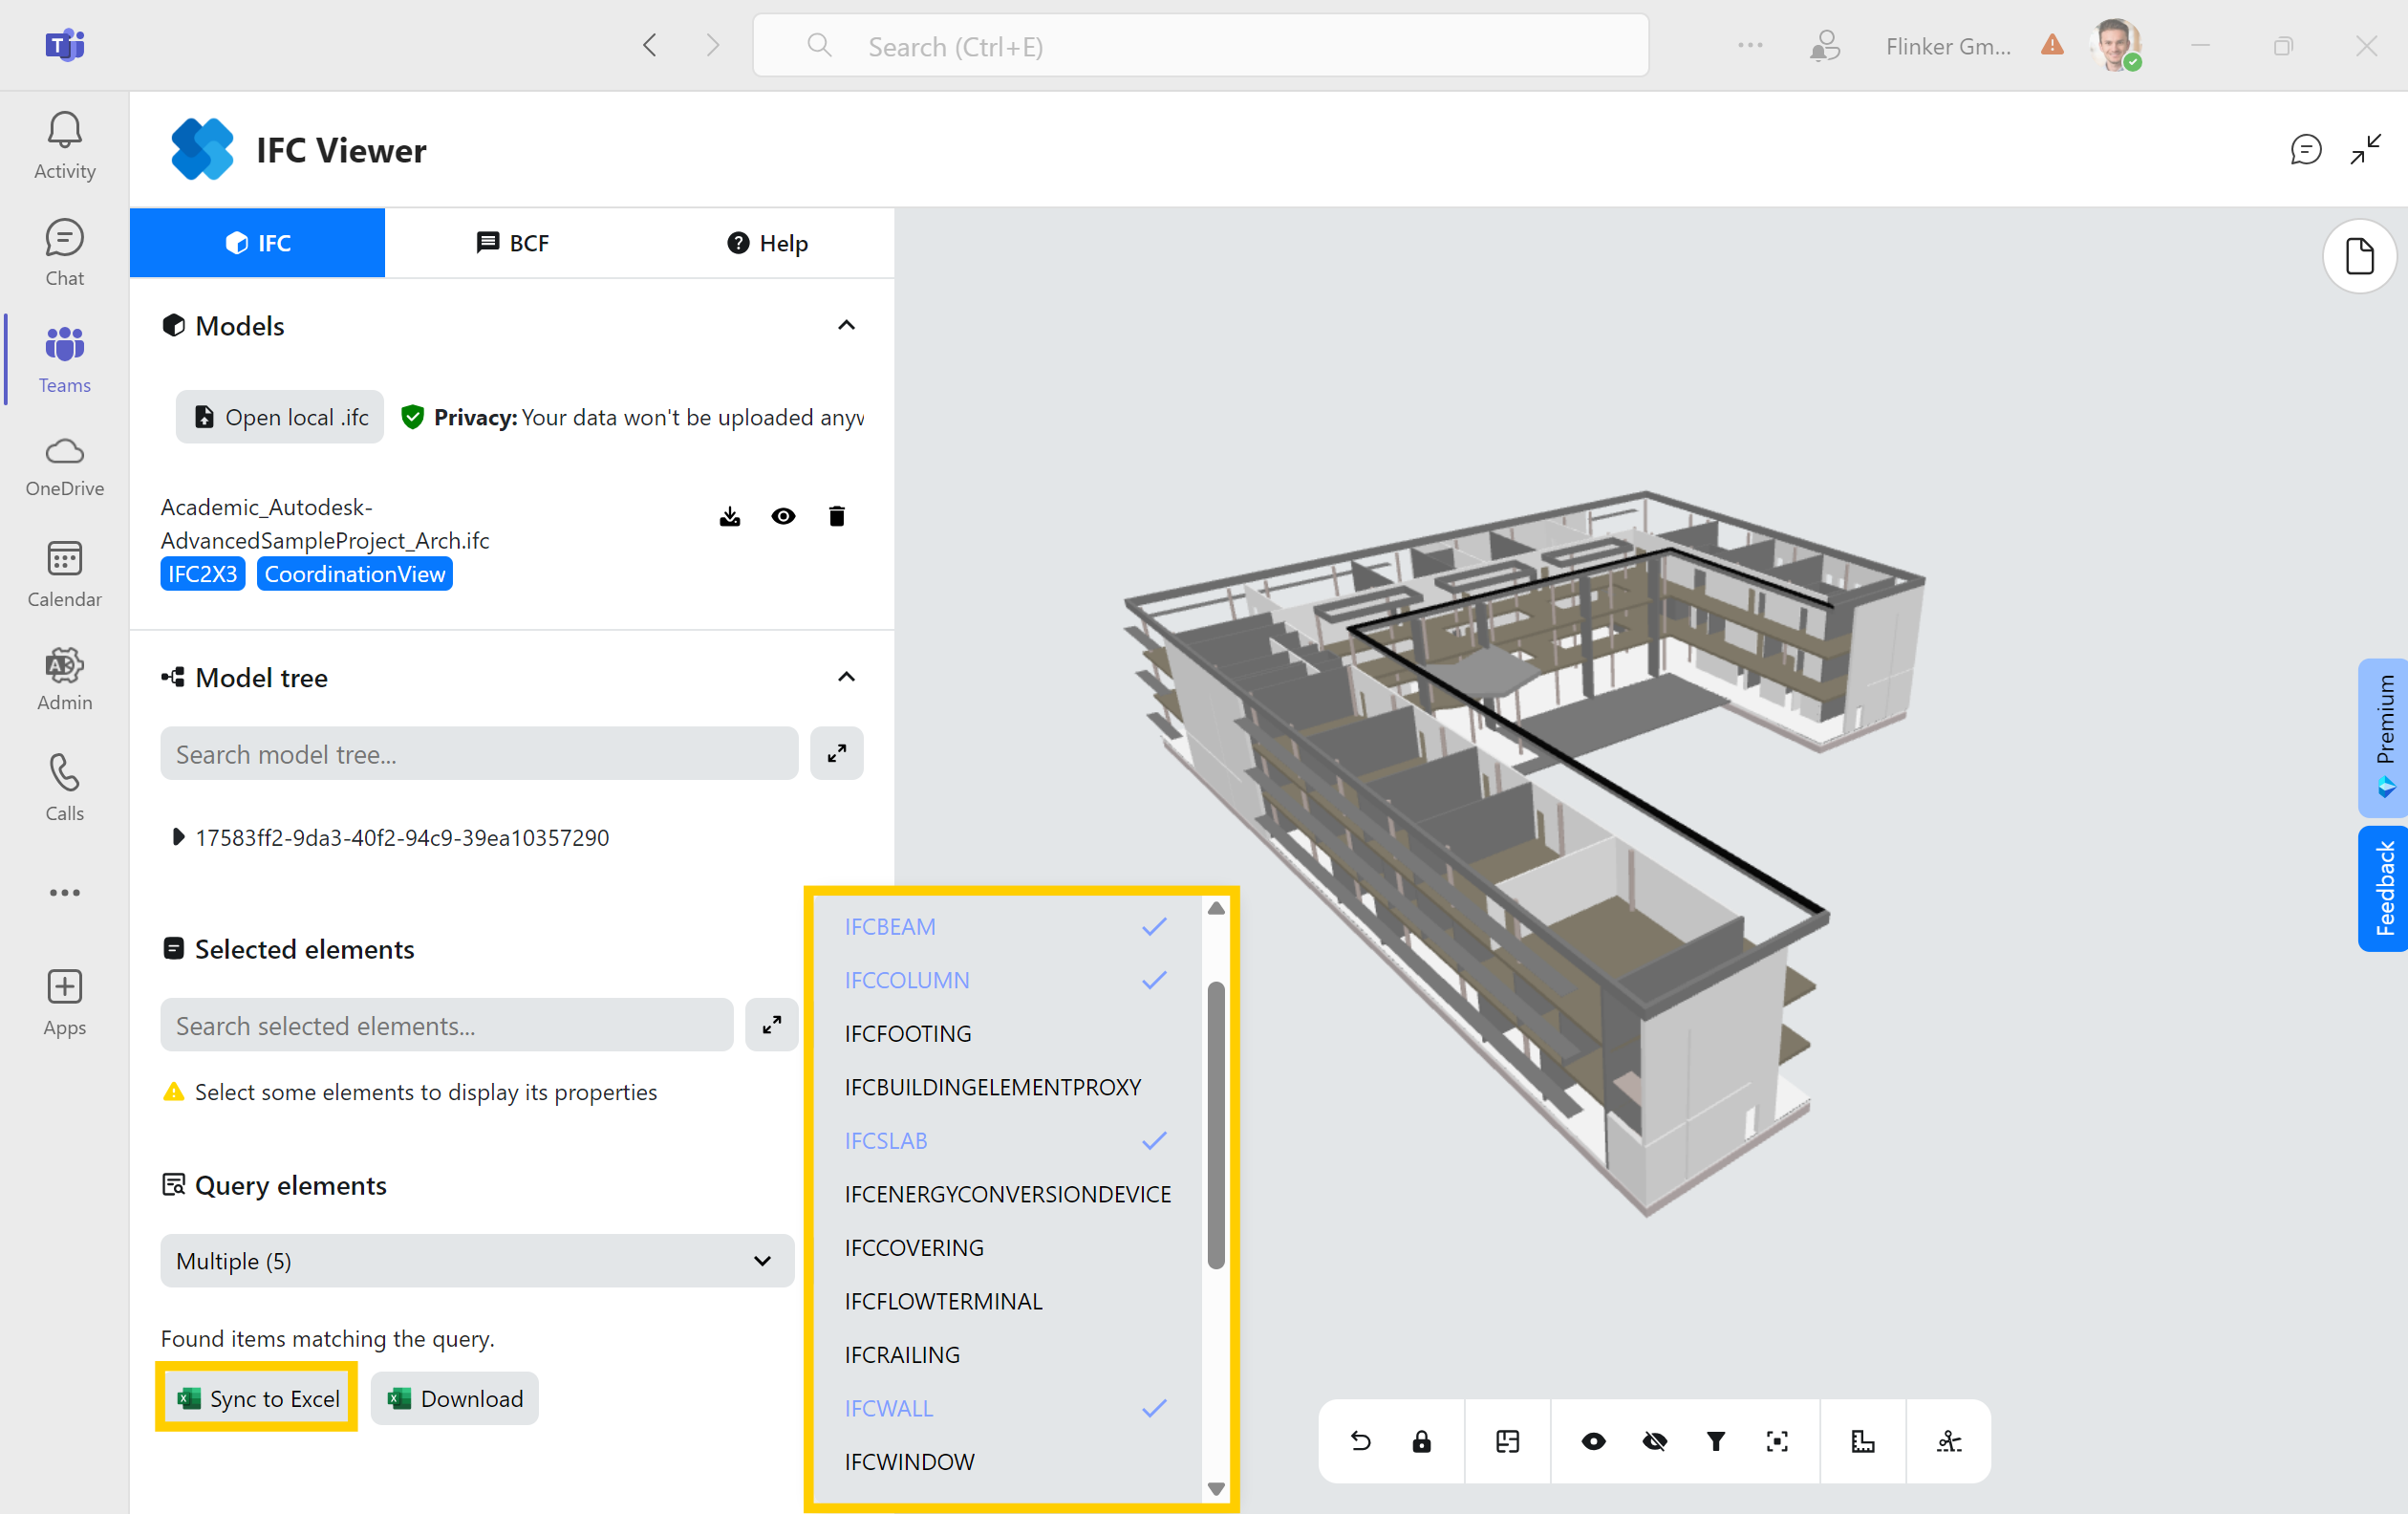 Search (Ctrl+E)
Flinker Gm...
Activity
Chat
Teams
OneDrive
Calendar
Admin
Calls
Apps
IFC Viewer
IFC
BCF
Help
Models
Open local .ifc
Privacy: Your data won't be uploaded anyw
Academic_Autodesk-
AdvancedSampleProject_Arch.ifc
IFC2X3
CoordinationView
Model tree
Search model tree...
17583ff2-9da3-40f2-94c9-39ea10357290
Selected elements
Search selected elements...
Select some elements to display its properties
Query elements
Multiple (5)
Found items matching the query.
Sync to Excel
Download
IFCBEAM
IFCCOLUMN
IFCFOOTING
IFCBUILDINGELEMENTPROXY
IFCSLAB
IFCENERGYCONVERSIONDEVICE
IFCCOVERING
IFCFLOWTERMINAL
IFCRAILING
IFCWALL
IFCWINDOW
Premium
Feedback